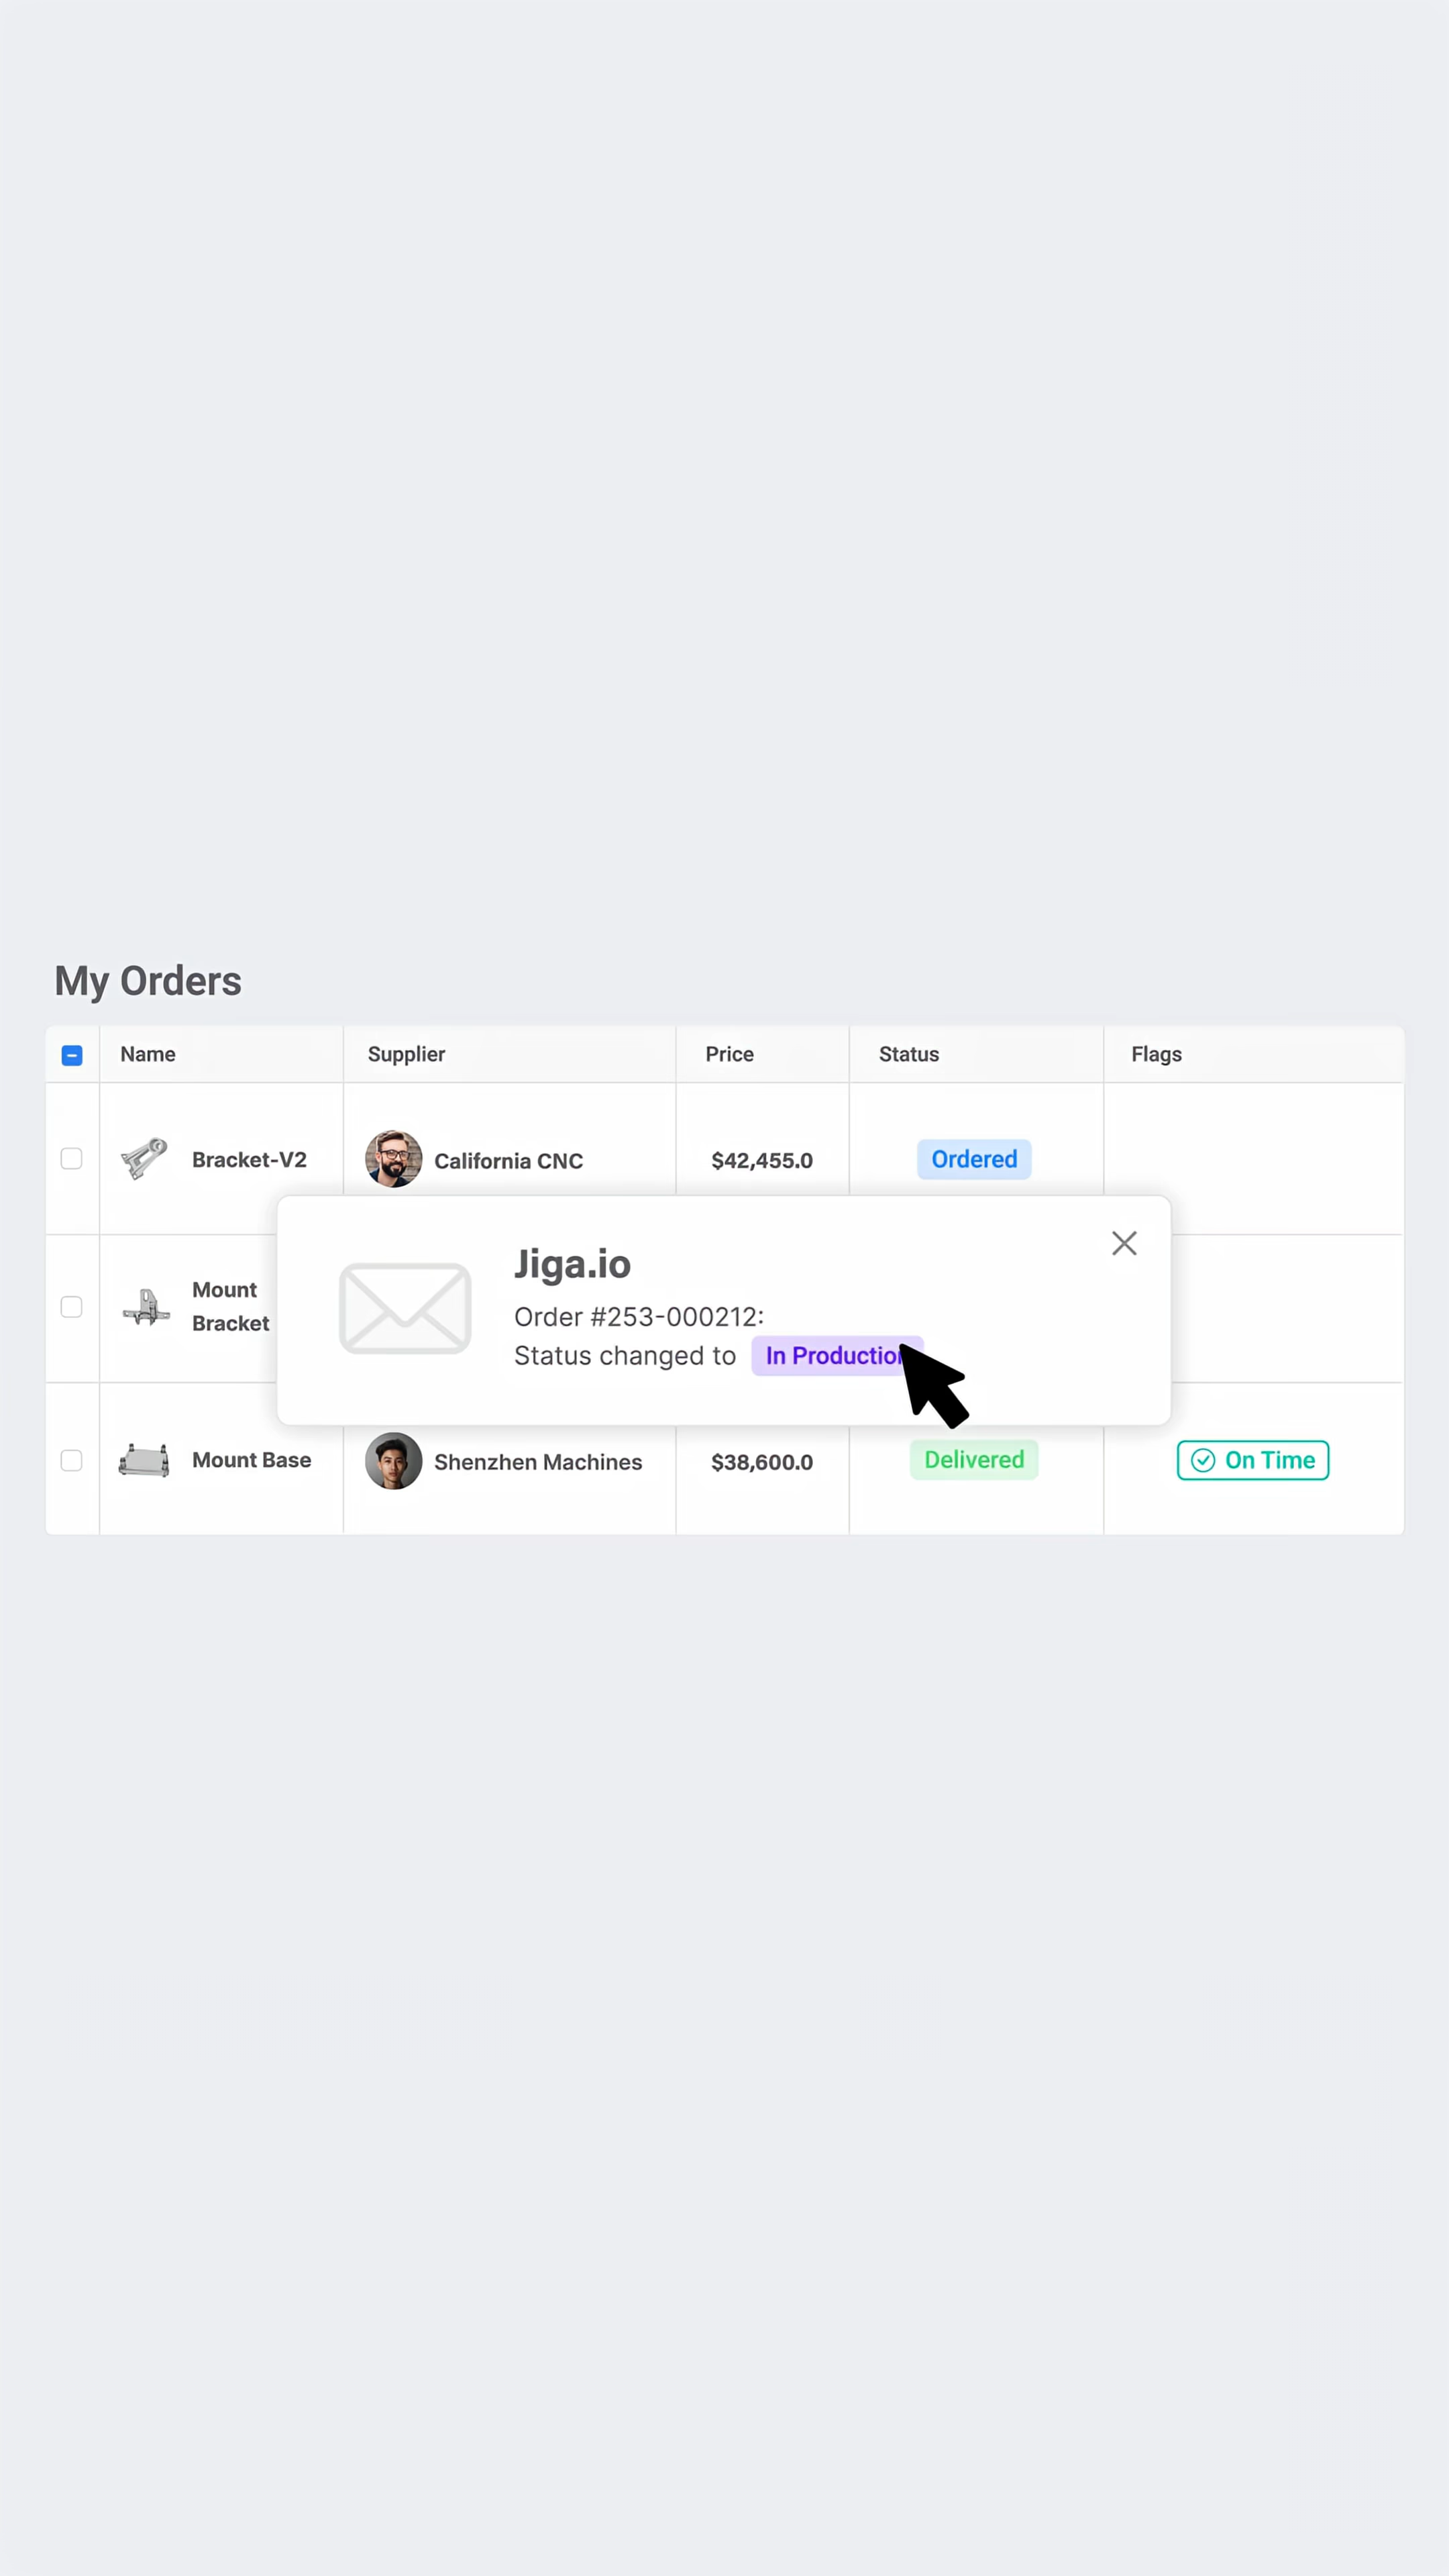 My Orders
Name Supplier Price Status Flags
Bracket-V2 California CNC $42,455.0 Ordered
Mount
Bracket
Jiga.io
Order #253-000212:
Status changed to In Production
Mount Base Shenzhen Machines $38,600.0 Delivered On Time